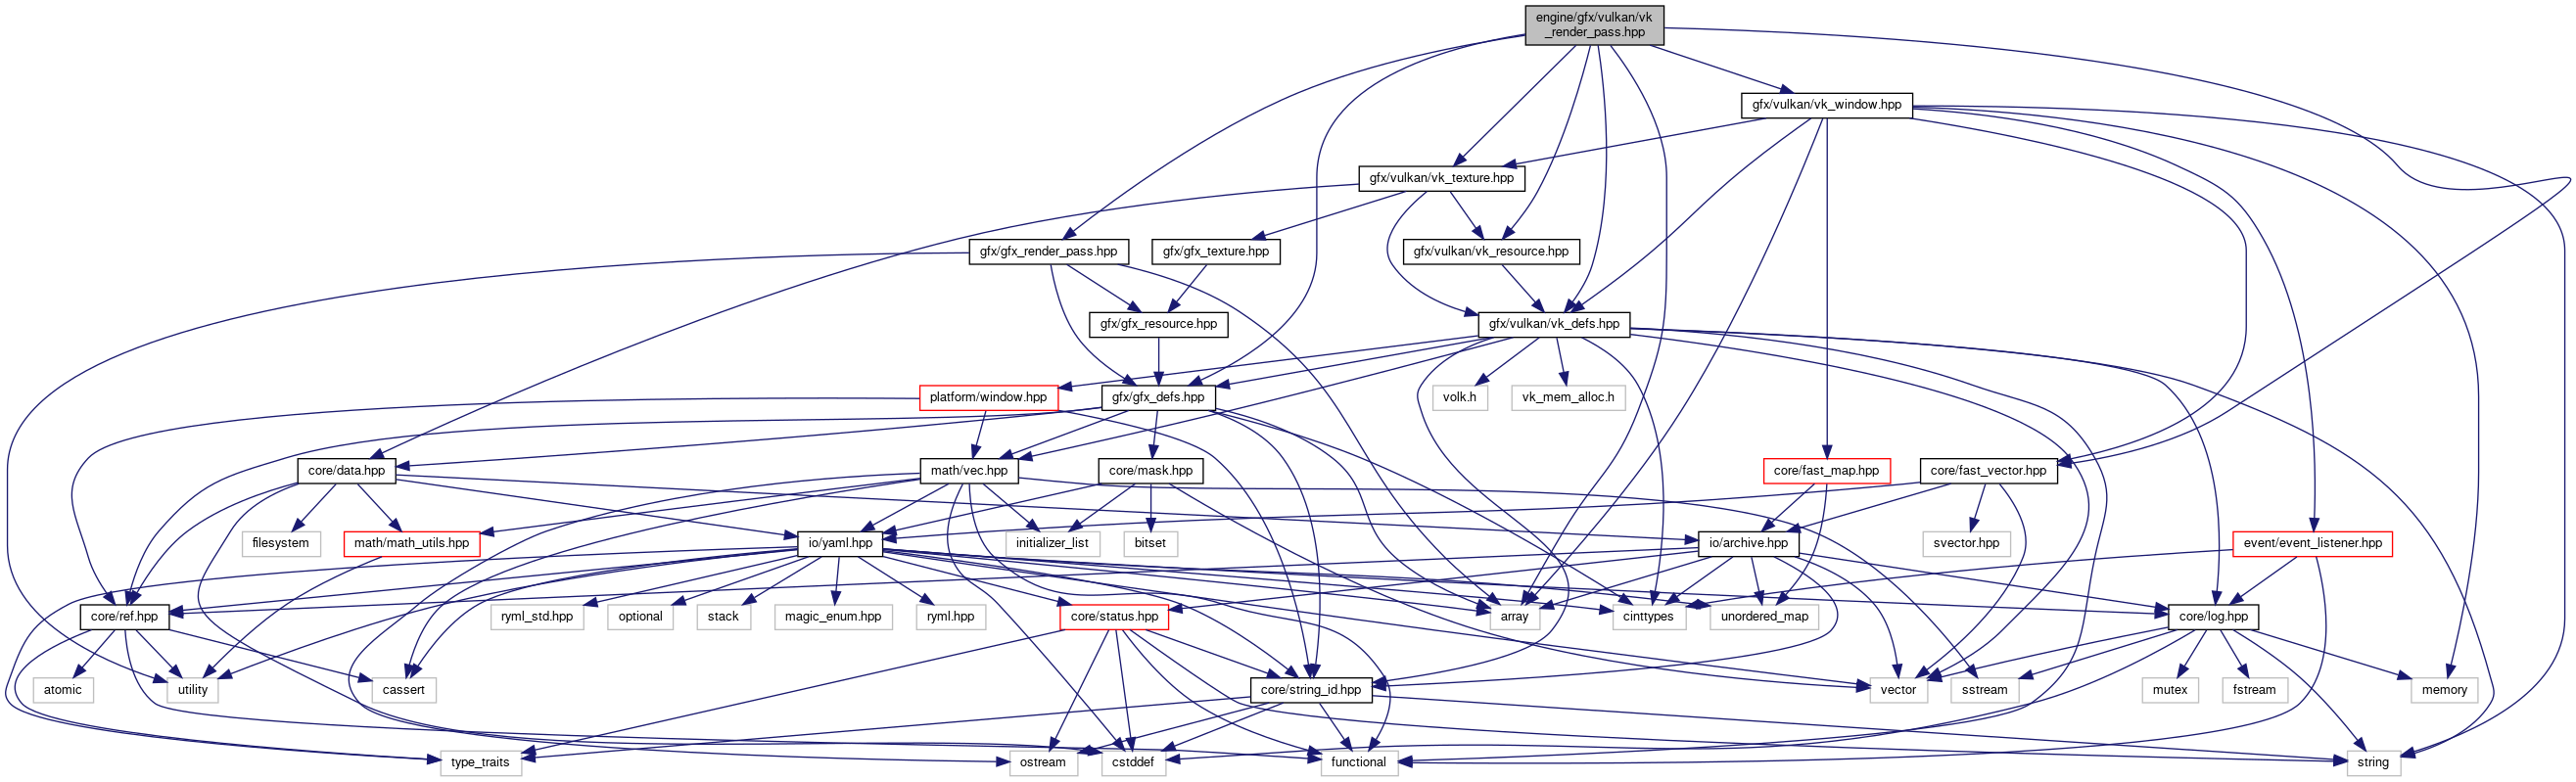 engine/gfx/vulkan/vk
_render_pass.hpp
gfx/vulkan/vk_window.hpp
gfx/vulkan/vk_texture.hpp
gfx/gfx_render_pass.hpp
gfx/gfx_texture.hpp
gfx/vulkan/vk_resource.hpp
gfx/gfx_resource.hpp
gfx/vulkan/vk_defs.hpp
platform/window.hpp
gfx/gfx_defs.hpp
volk.h
vk_mem_alloc.h
core/data.hpp
math/vec.hpp
core/mask.hpp
core/fast_map.hpp
core/fast_vector.hpp
filesystem
math/math_utils.hpp
io/yaml.hpp
initializer_list
bitset
io/archive.hpp
svector.hpp
event/event_listener.hpp
core/ref.hpp
ryml_std.hpp
optional
stack
magic_enum.hpp
ryml.hpp
core/status.hpp
array
cinttypes
unordered_map
core/log.hpp
atomic
utility
cassert
core/string_id.hpp
vector
sstream
mutex
fstream
memory
type_traits
ostream
cstddef
functional
string